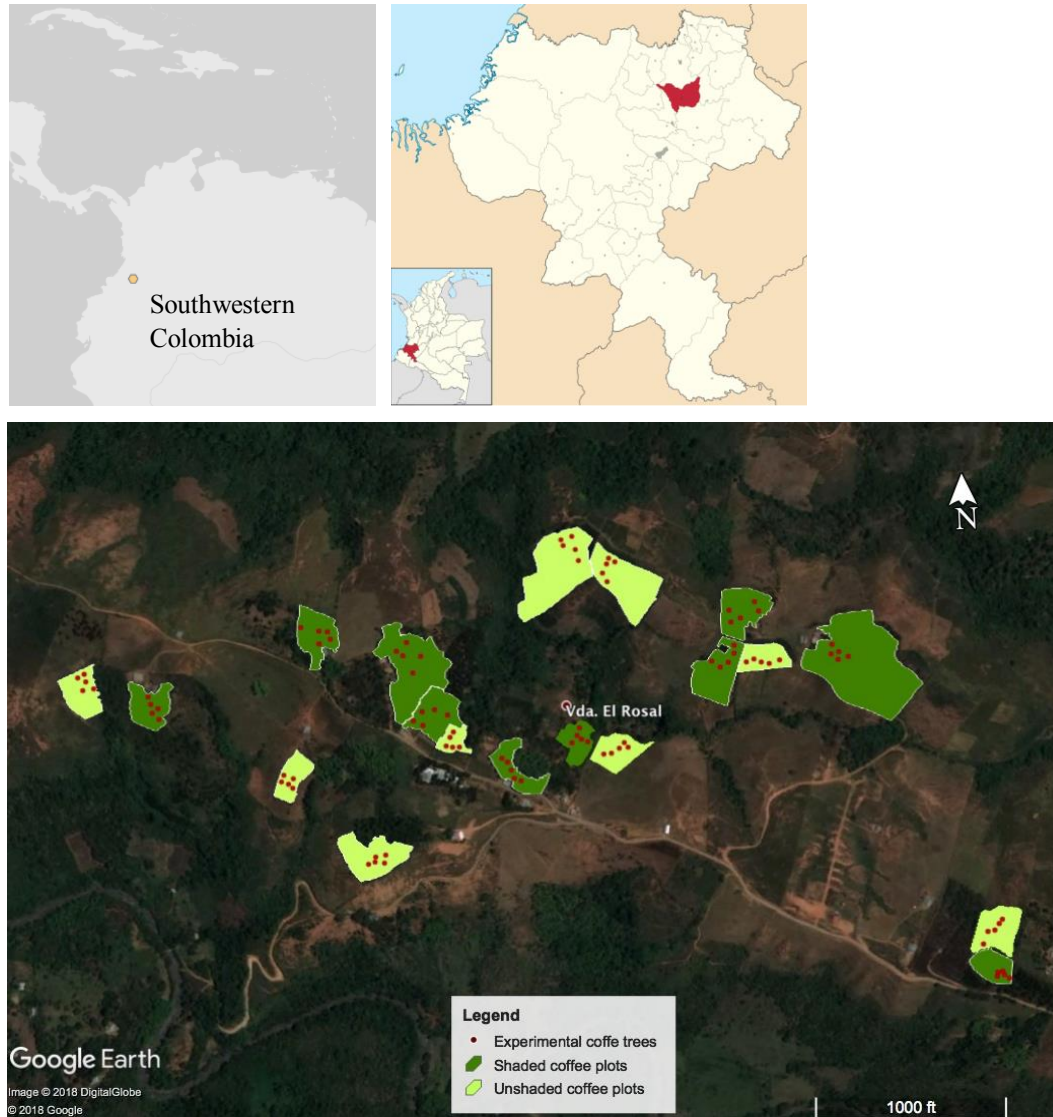 Southwestern
Colombia
N
Vda. El Rosal
Legend
Experimental coffe trees
Shaded coffee plots
Unshaded coffee plots
Google Earth
Image © 2018 DigitalGlobe
© 2018 Google
1000 ft